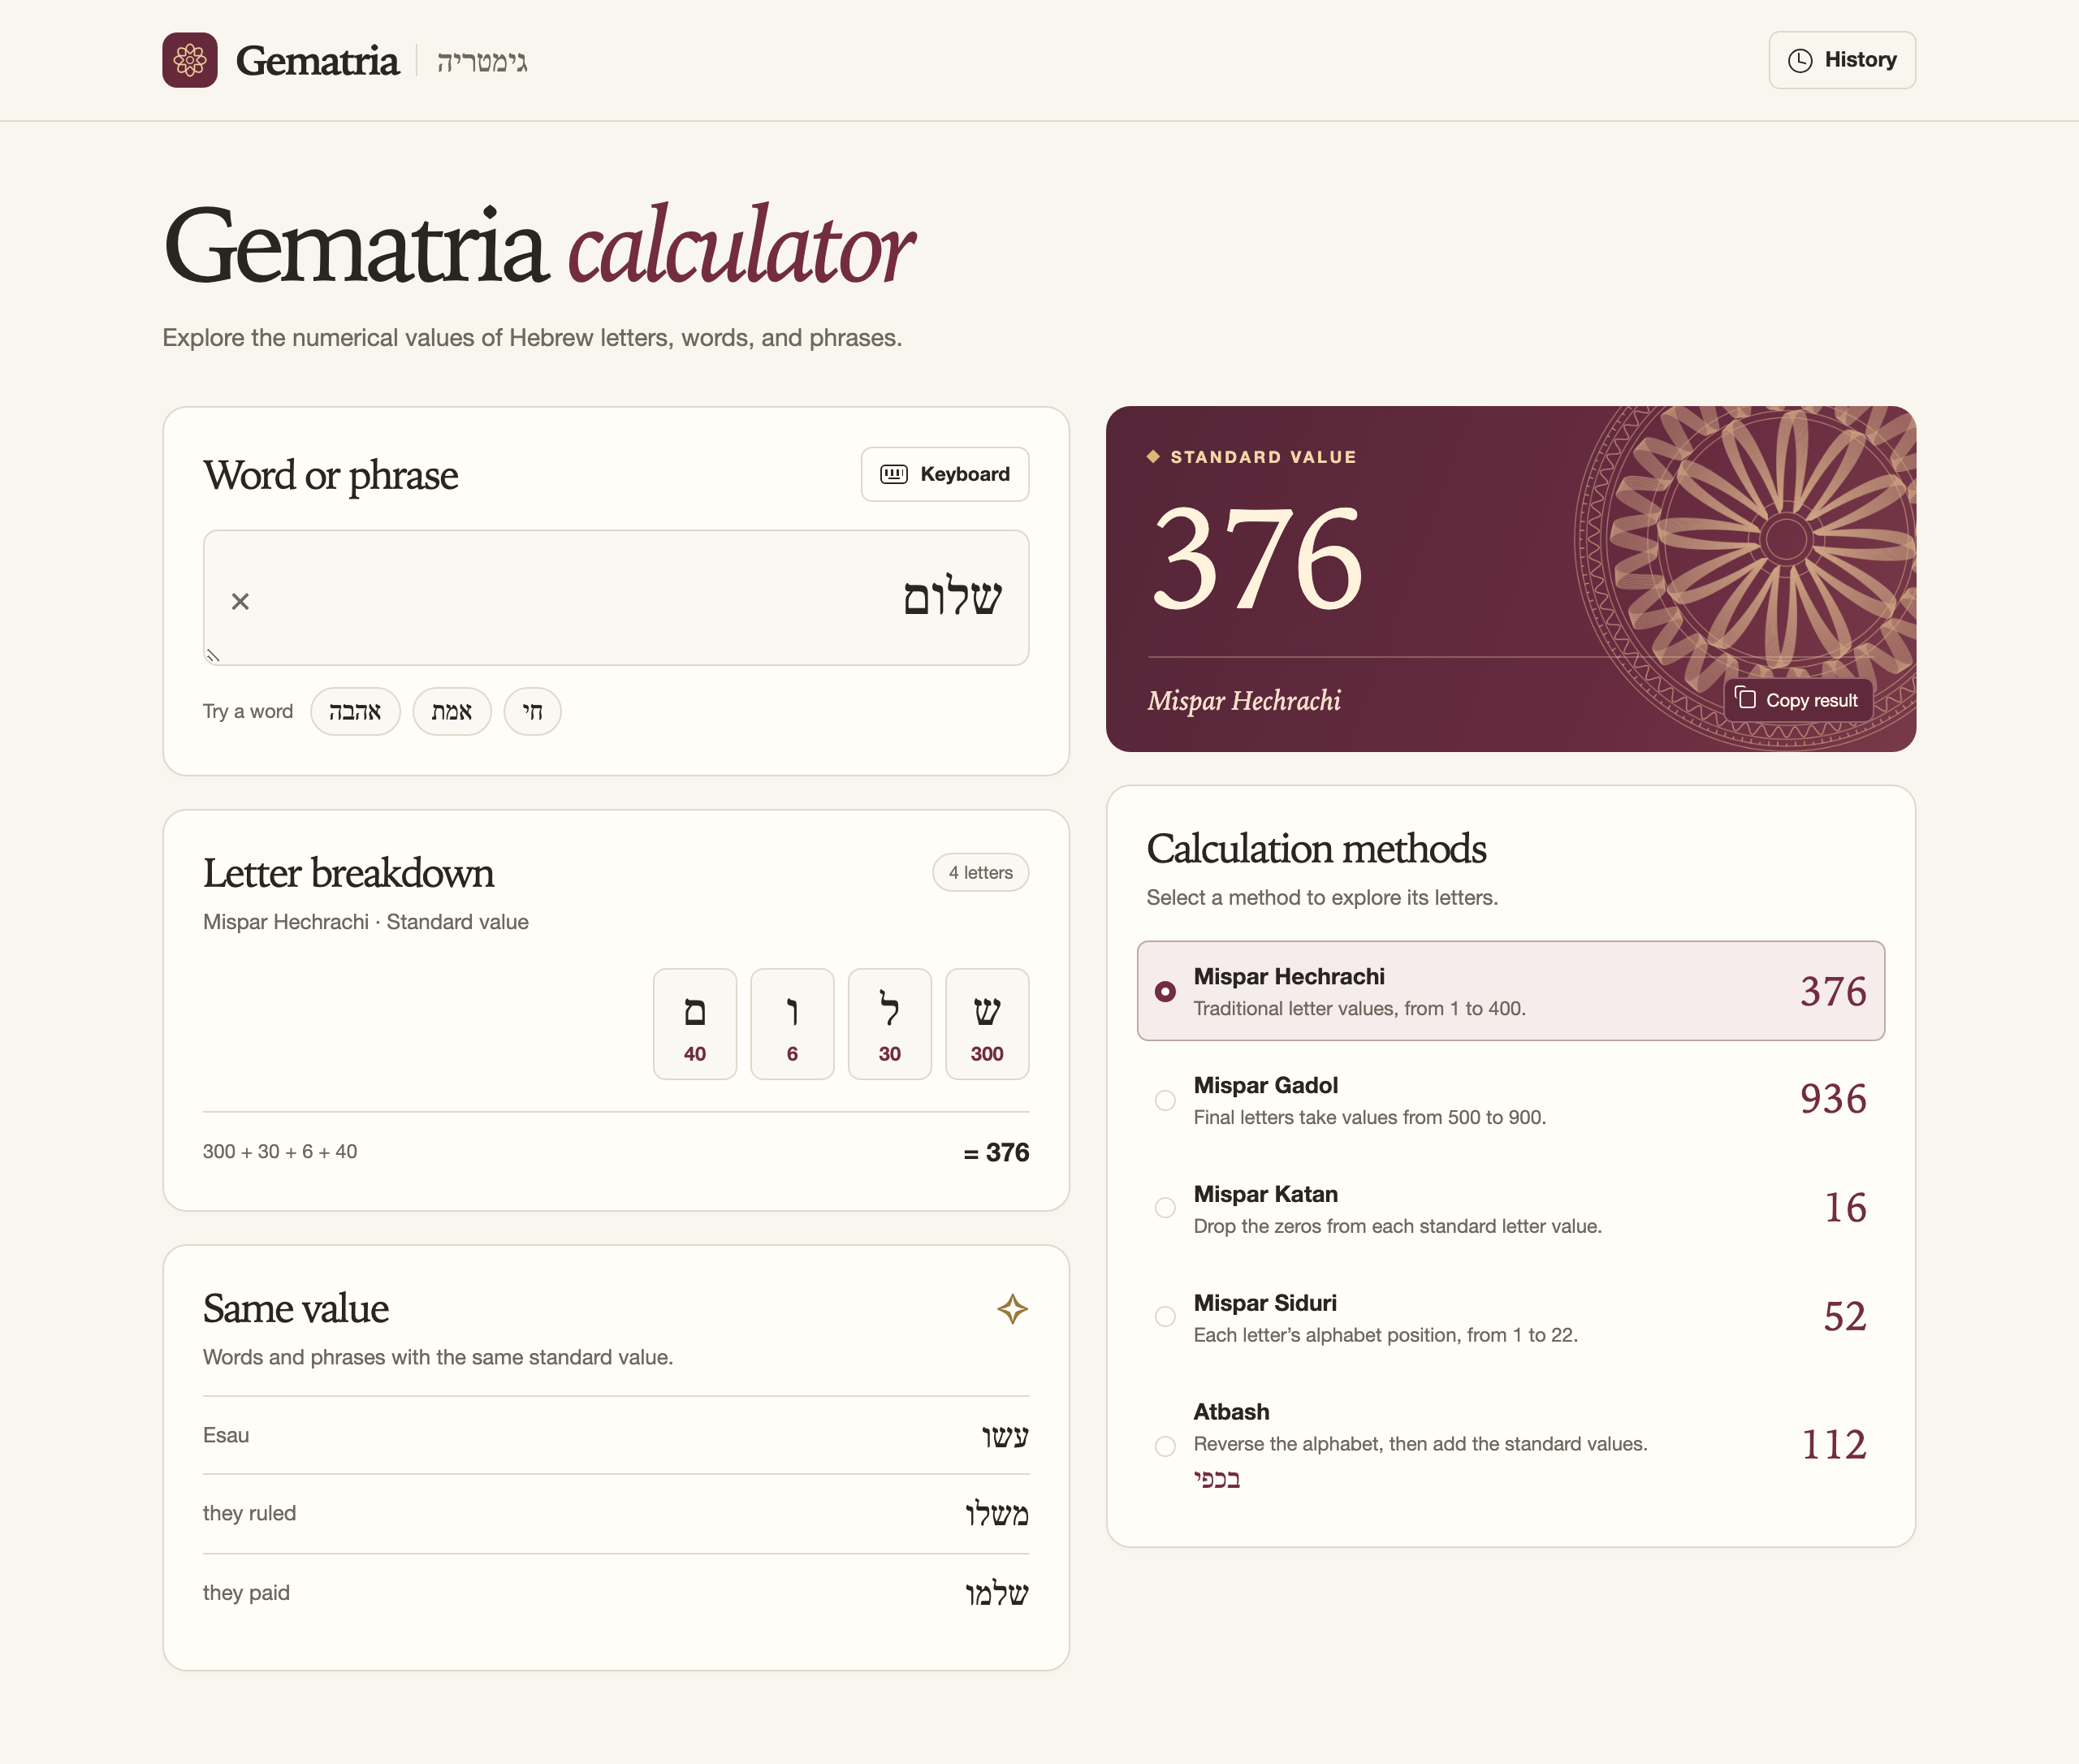 Gematria גימטריה
History
Gematria calculator
Explore the numerical values of Hebrew letters, words, and phrases.
Word or phrase
Keyboard
שלום
Try a word אהבה אמת חי
Letter breakdown
4 letters
Mispar Hechrachi · Standard value
ש ל ו ם
300 30 6 40
300 + 30 + 6 + 40 = 376
Same value
Words and phrases with the same standard value.
Esau עשו
they ruled משלו
they paid שלמו
STANDARD VALUE
376
Mispar Hechrachi
Copy result
Calculation methods
Select a method to explore its letters.
Mispar Hechrachi
Traditional letter values, from 1 to 400.
376
Mispar Gadol
Final letters take values from 500 to 900.
936
Mispar Katan
Drop the zeros from each standard letter value.
16
Mispar Siduri
Each letter’s alphabet position, from 1 to 22.
52
Atbash
Reverse the alphabet, then add the standard values.
בכפי
112